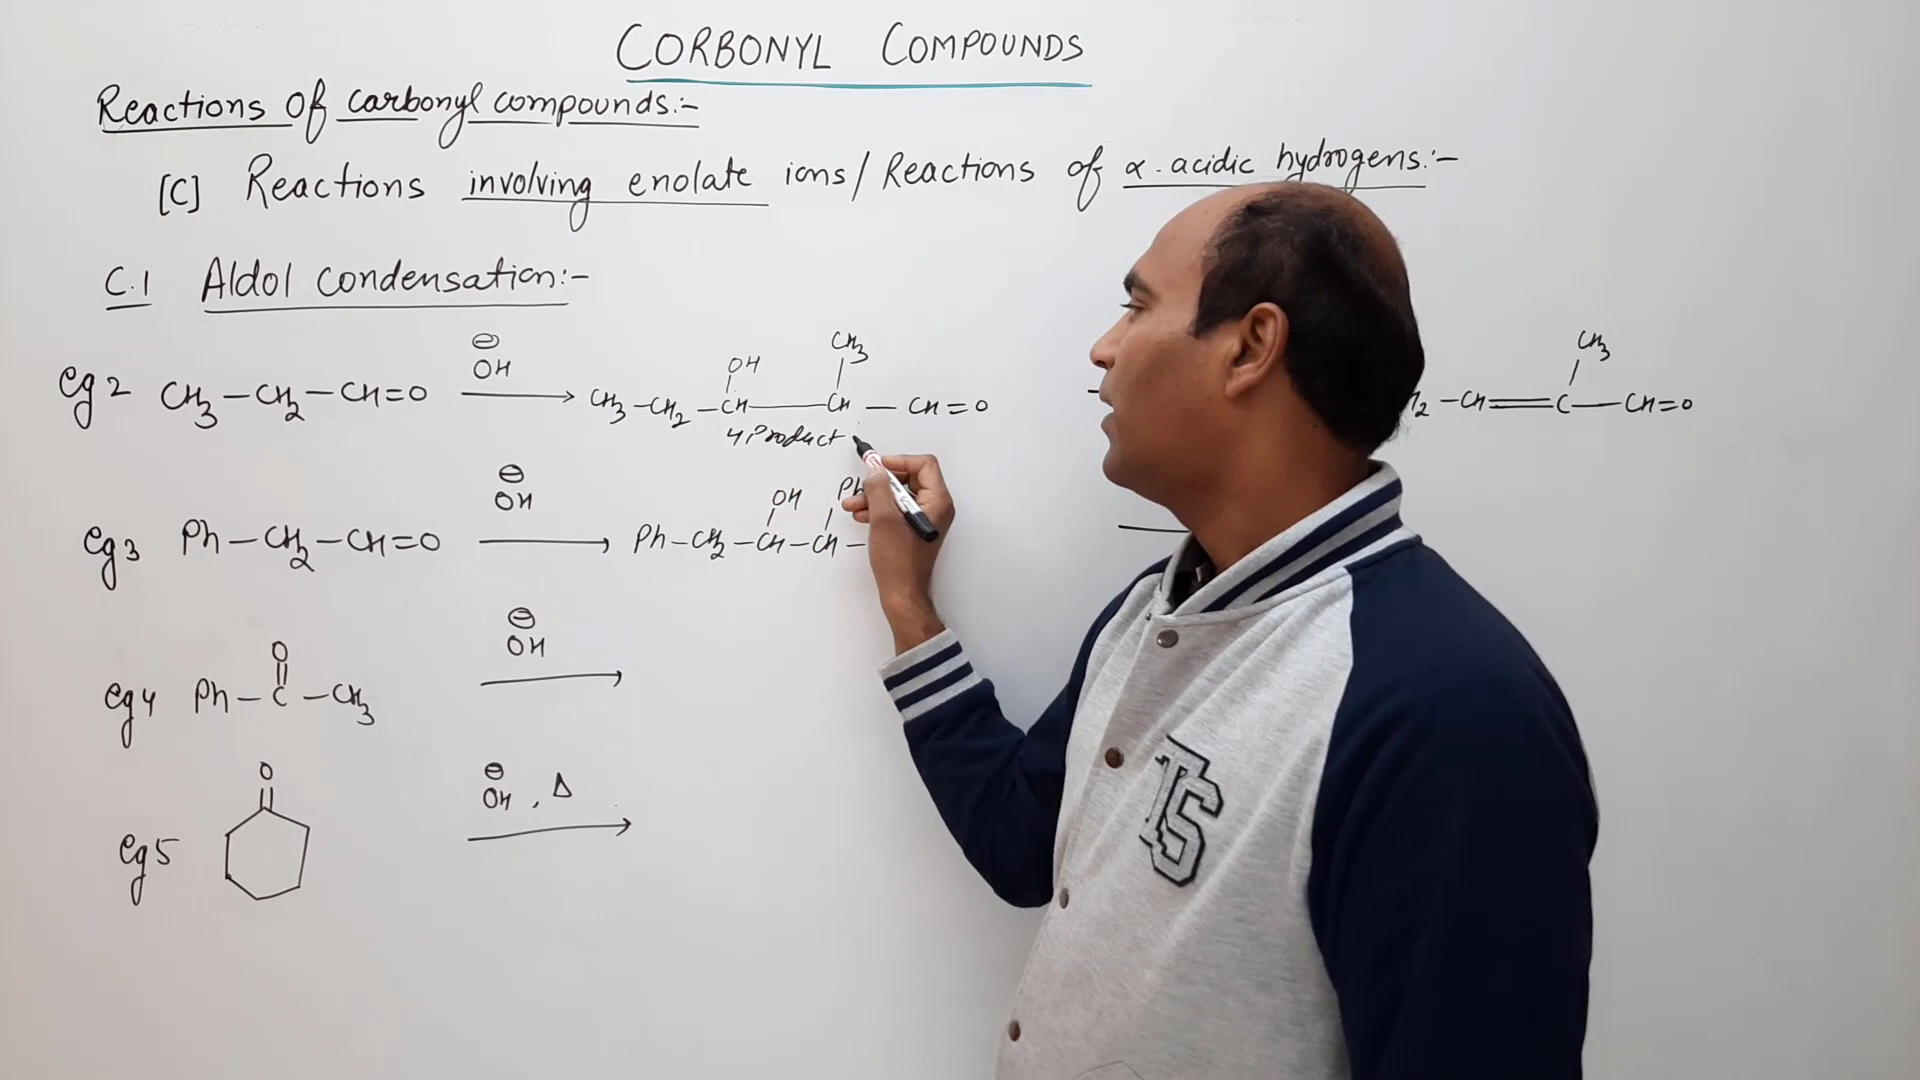 CORBONYL COMPOUNDS
Reactions Of carbonyl compounds:-
[C] Reactions involving enolate ions/Reactions of α-acidic hydrogens:-
C.1 Aldol condensation:-
eg 2 CH3-CH2-CH=O
⊖
OH
CH3-CH2-CH-CH-CH=O
OH
CH3
4 Product
2-CH=C-CH=O
CH3
eg 3 Ph-CH2-CH=O
⊖
OH
Ph-CH2-CH-CH-
OH
Ph
eg 4 Ph-C-CH3
O
⊖
OH
eg 5
O
⊖
OH, Δ
TS